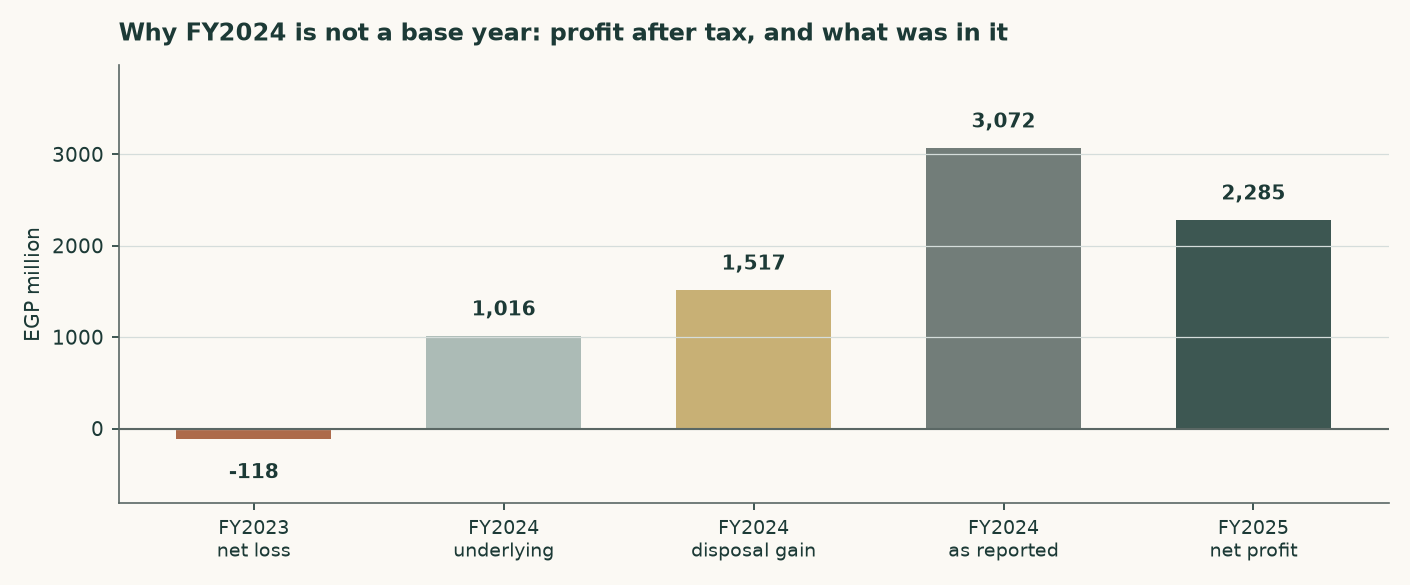 Why FY2024 is not a base year: profit after tax, and what was in it
EGP million
3000
2000
1000
0
-118
1,016
1,517
3,072
2,285
FY2023
net loss
FY2024
underlying
FY2024
disposal gain
FY2024
as reported
FY2025
net profit